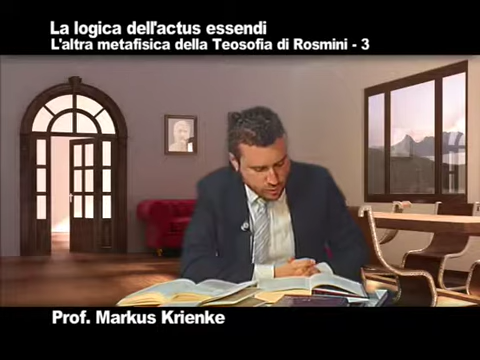 La logica dell'actus essendi
L'altra metafisica della Teosofia di Rosmini - 3
Prof. Markus Krienke